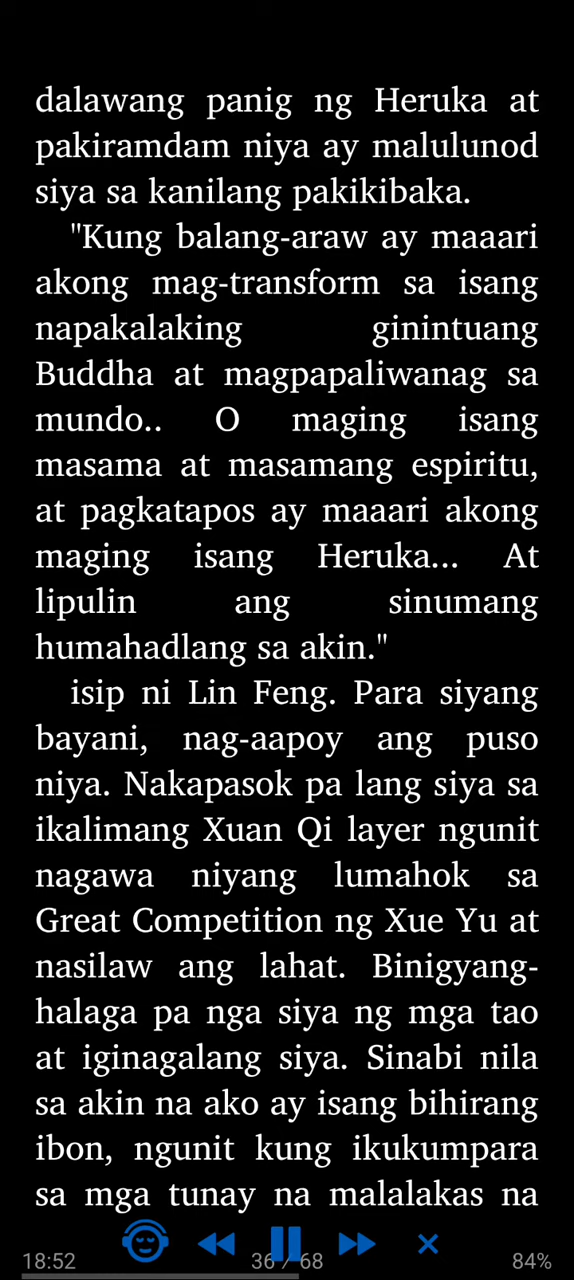 dalawang panig ng Heruka at
pakiramdam niya ay malulunod
siya sa kanilang pakikibaka.
"Kung balang-araw ay maaari
akong mag-transform sa isang
napakalaking ginintuang
Buddha at magpapaliwanag sa
mundo.. O maging isang
masama at masamang espiritu,
at pagkatapos ay maaari akong
maging isang Heruka... At
lipulin ang sinumang
humahadlang sa akin."
isip ni Lin Feng. Para siyang
bayani, nag-aapoy ang puso
niya. Nakapasok pa lang siya sa
ikalimang Xuan Qi layer ngunit
nagawa niyang lumahok sa
Great Competition ng Xue Yu at
nasilaw ang lahat. Binigyang-
halaga pa nga siya ng mga tao
at iginagalang siya. Sinabi nila
sa akin na ako ay isang bihirang
ibon, ngunit kung ikukumpara
sa mga tunay na malalakas na
18:52 36 / 68 84%